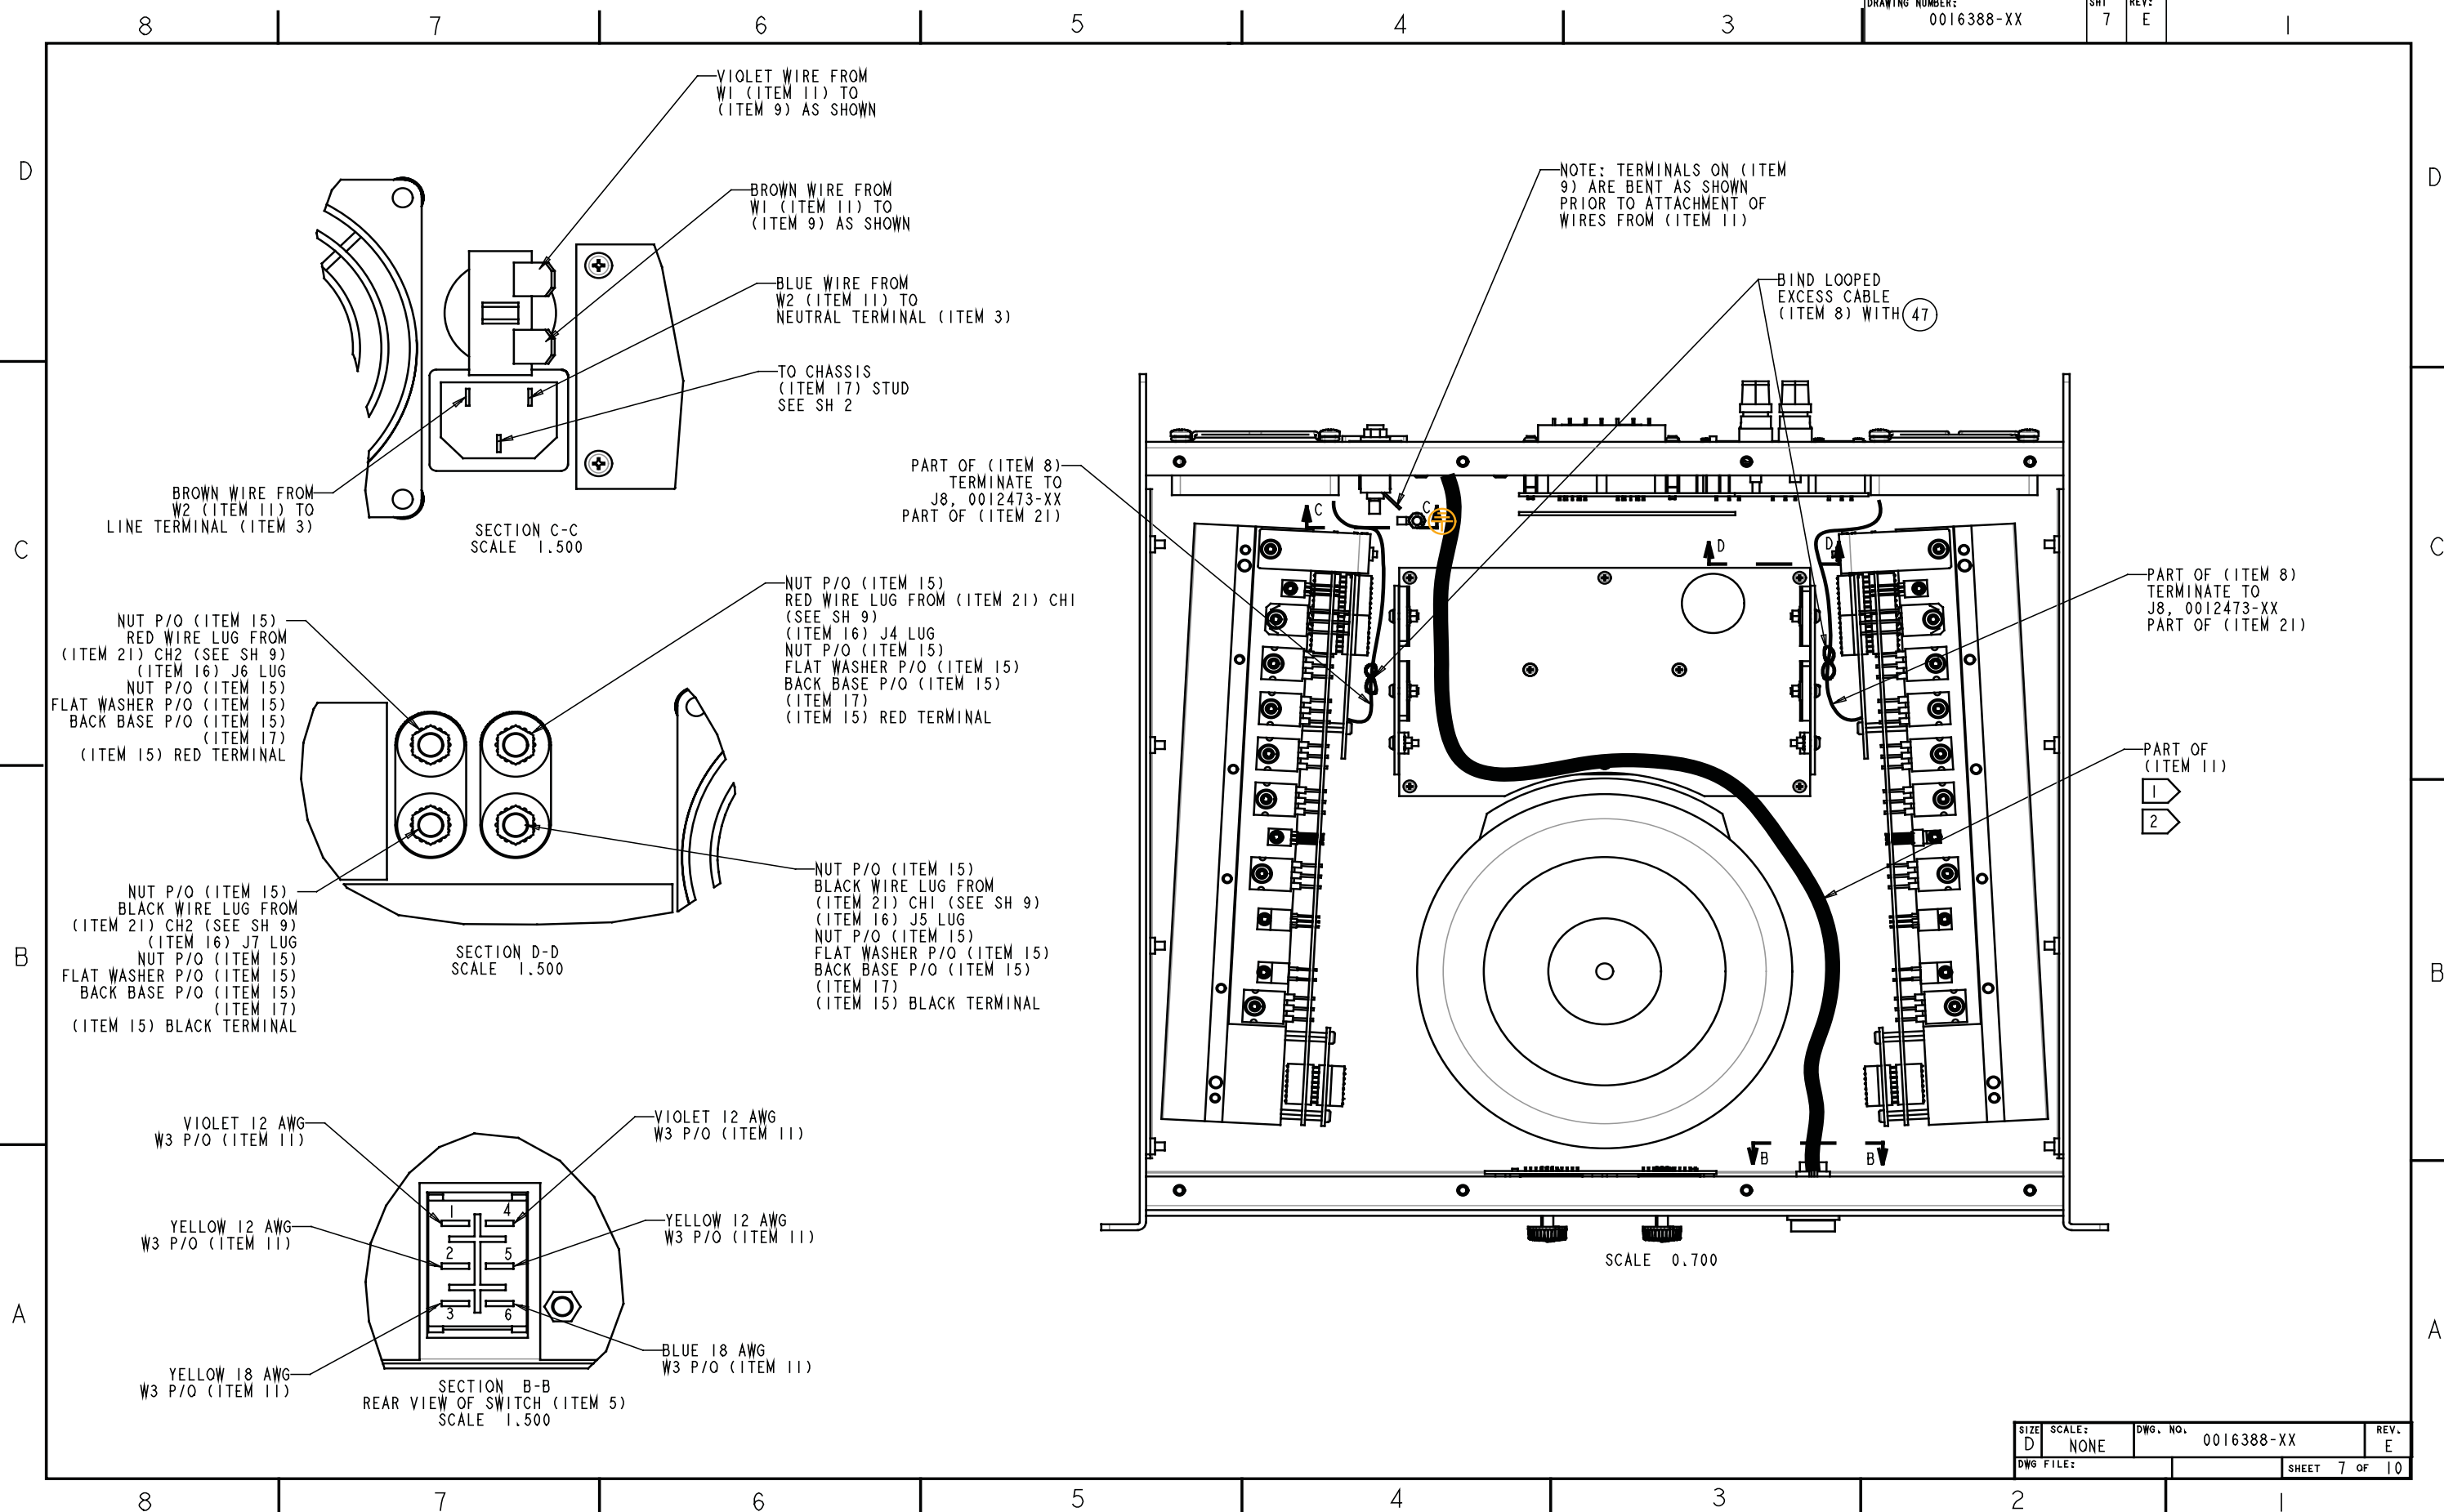 DRAWING NUMBER:
0016388-XX
SHT
7
REV:
E
8
7
6
5
4
3
1
D
D
C
C
B
B
A
A
VIOLET WIRE FROM
W1 (ITEM 11) TO
(ITEM 9) AS SHOWN
BROWN WIRE FROM
W1 (ITEM 11) TO
(ITEM 9) AS SHOWN
BLUE WIRE FROM
W2 (ITEM 11) TO
NEUTRAL TERMINAL (ITEM 3)
TO CHASSIS
(ITEM 17) STUD
SEE SH 2
BROWN WIRE FROM
W2 (ITEM 11) TO
LINE TERMINAL (ITEM 3)
SECTION C-C
SCALE 1.500
NUT P/O (ITEM 15)
RED WIRE LUG FROM
(ITEM 21) CH2 (SEE SH 9)
(ITEM 16) J6 LUG
NUT P/O (ITEM 15)
FLAT WASHER P/O (ITEM 15)
BACK BASE P/O (ITEM 15)
(ITEM 17)
(ITEM 15) RED TERMINAL
NUT P/O (ITEM 15)
RED WIRE LUG FROM (ITEM 21) CH1
(SEE SH 9)
(ITEM 16) J4 LUG
NUT P/O (ITEM 15)
FLAT WASHER P/O (ITEM 15)
BACK BASE P/O (ITEM 15)
(ITEM 17)
(ITEM 15) RED TERMINAL
NUT P/O (ITEM 15)
BLACK WIRE LUG FROM
(ITEM 21) CH2 (SEE SH 9)
(ITEM 16) J7 LUG
NUT P/O (ITEM 15)
FLAT WASHER P/O (ITEM 15)
BACK BASE P/O (ITEM 15)
(ITEM 17)
(ITEM 15) BLACK TERMINAL
NUT P/O (ITEM 15)
BLACK WIRE LUG FROM
(ITEM 21) CH1 (SEE SH 9)
(ITEM 16) J5 LUG
NUT P/O (ITEM 15)
FLAT WASHER P/O (ITEM 15)
BACK BASE P/O (ITEM 15)
(ITEM 17)
(ITEM 15) BLACK TERMINAL
SECTION D-D
SCALE 1.500
VIOLET 12 AWG
W3 P/O (ITEM 11)
VIOLET 12 AWG
W3 P/O (ITEM 11)
YELLOW 12 AWG
W3 P/O (ITEM 11)
YELLOW 12 AWG
W3 P/O (ITEM 11)
YELLOW 18 AWG
W3 P/O (ITEM 11)
BLUE 18 AWG
W3 P/O (ITEM 11)
1
4
2
5
3
6
SECTION B-B
REAR VIEW OF SWITCH (ITEM 5)
SCALE 1.500
NOTE: TERMINALS ON (ITEM
9) ARE BENT AS SHOWN
PRIOR TO ATTACHMENT OF
WIRES FROM (ITEM 11)
BIND LOOPED
EXCESS CABLE
(ITEM 8) WITH 47
PART OF (ITEM 8)
TERMINATE TO
J8, 0012473-XX
PART OF (ITEM 21)
C
C
D
D
PART OF (ITEM 8)
TERMINATE TO
J8, 0012473-XX
PART OF (ITEM 21)
PART OF
(ITEM 11)
1
2
B
B
SCALE 0.700
SIZE
D
SCALE:
NONE
DWG. NO.
0016388-XX
REV.
E
DWG FILE:
SHEET 7 OF 10
8
7
6
5
4
3
2
1